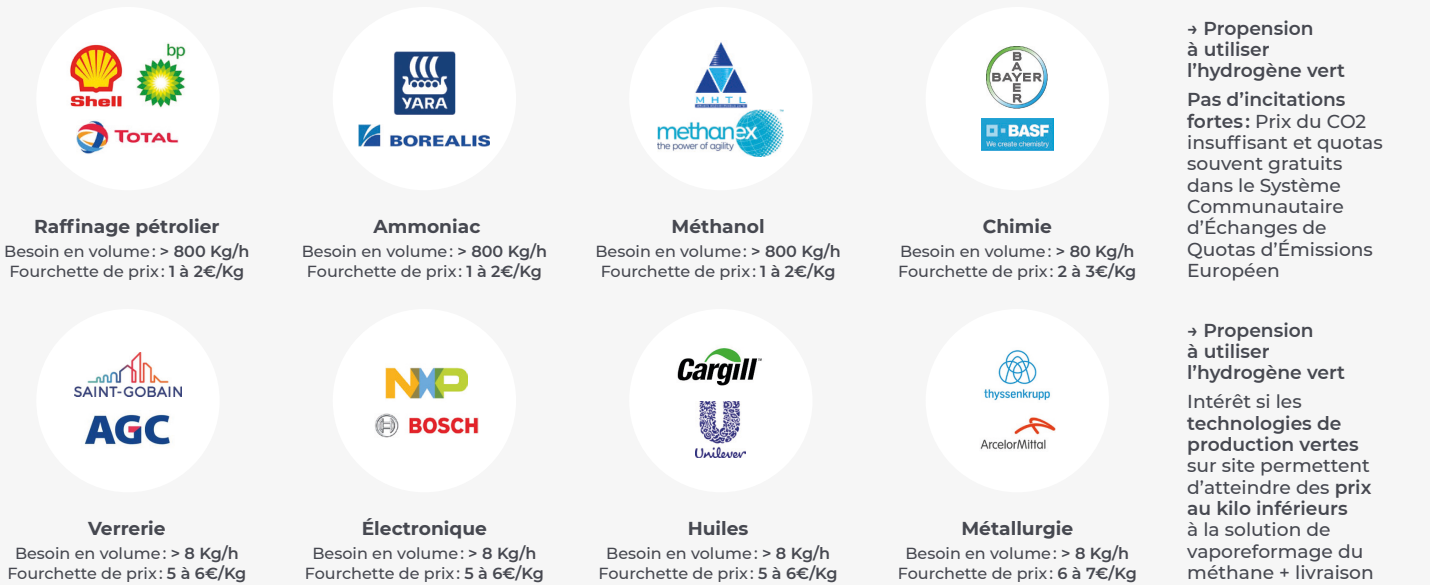 bp
Shell
TOTAL
Raffinage pétrolier
Besoin en volume : > 800 Kg/h
Fourchette de prix : 1 à 2€/Kg
YARA
BOREALIS
Ammoniac
Besoin en volume : > 800 Kg/h
Fourchette de prix : 1 à 2€/Kg
M H T L
methanex
the power of agility
™
Méthanol
Besoin en volume : > 800 Kg/h
Fourchette de prix : 1 à 2€/Kg
BAYER
BAYER
BASF
We create chemistry
Chimie
Besoin en volume : > 80 Kg/h
Fourchette de prix : 2 à 3€/Kg
→ Propension
à utiliser
l’hydrogène vert
Pas d’incitations
fortes : Prix du CO2
insuffisant et quotas
souvent gratuits
dans le Système
Communautaire
d’Échanges de
Quotas d’Émissions
Européen
SAINT-GOBAIN
AGC
Verrerie
Besoin en volume : > 8 Kg/h
Fourchette de prix : 5 à 6€/Kg
NXP
BOSCH
Électronique
Besoin en volume : > 8 Kg/h
Fourchette de prix : 5 à 6€/Kg
Cargill™
Unilever
Huiles
Besoin en volume : > 8 Kg/h
Fourchette de prix : 5 à 6€/Kg
thyssenkrupp
ArcelorMittal
Métallurgie
Besoin en volume : > 8 Kg/h
Fourchette de prix : 6 à 7€/Kg
→ Propension
à utiliser
l’hydrogène vert
Intérêt si les
technologies de
production vertes
sur site permettent
d’atteindre des prix
au kilo inférieurs
à la solution de
vaporeformage du
méthane + livraison